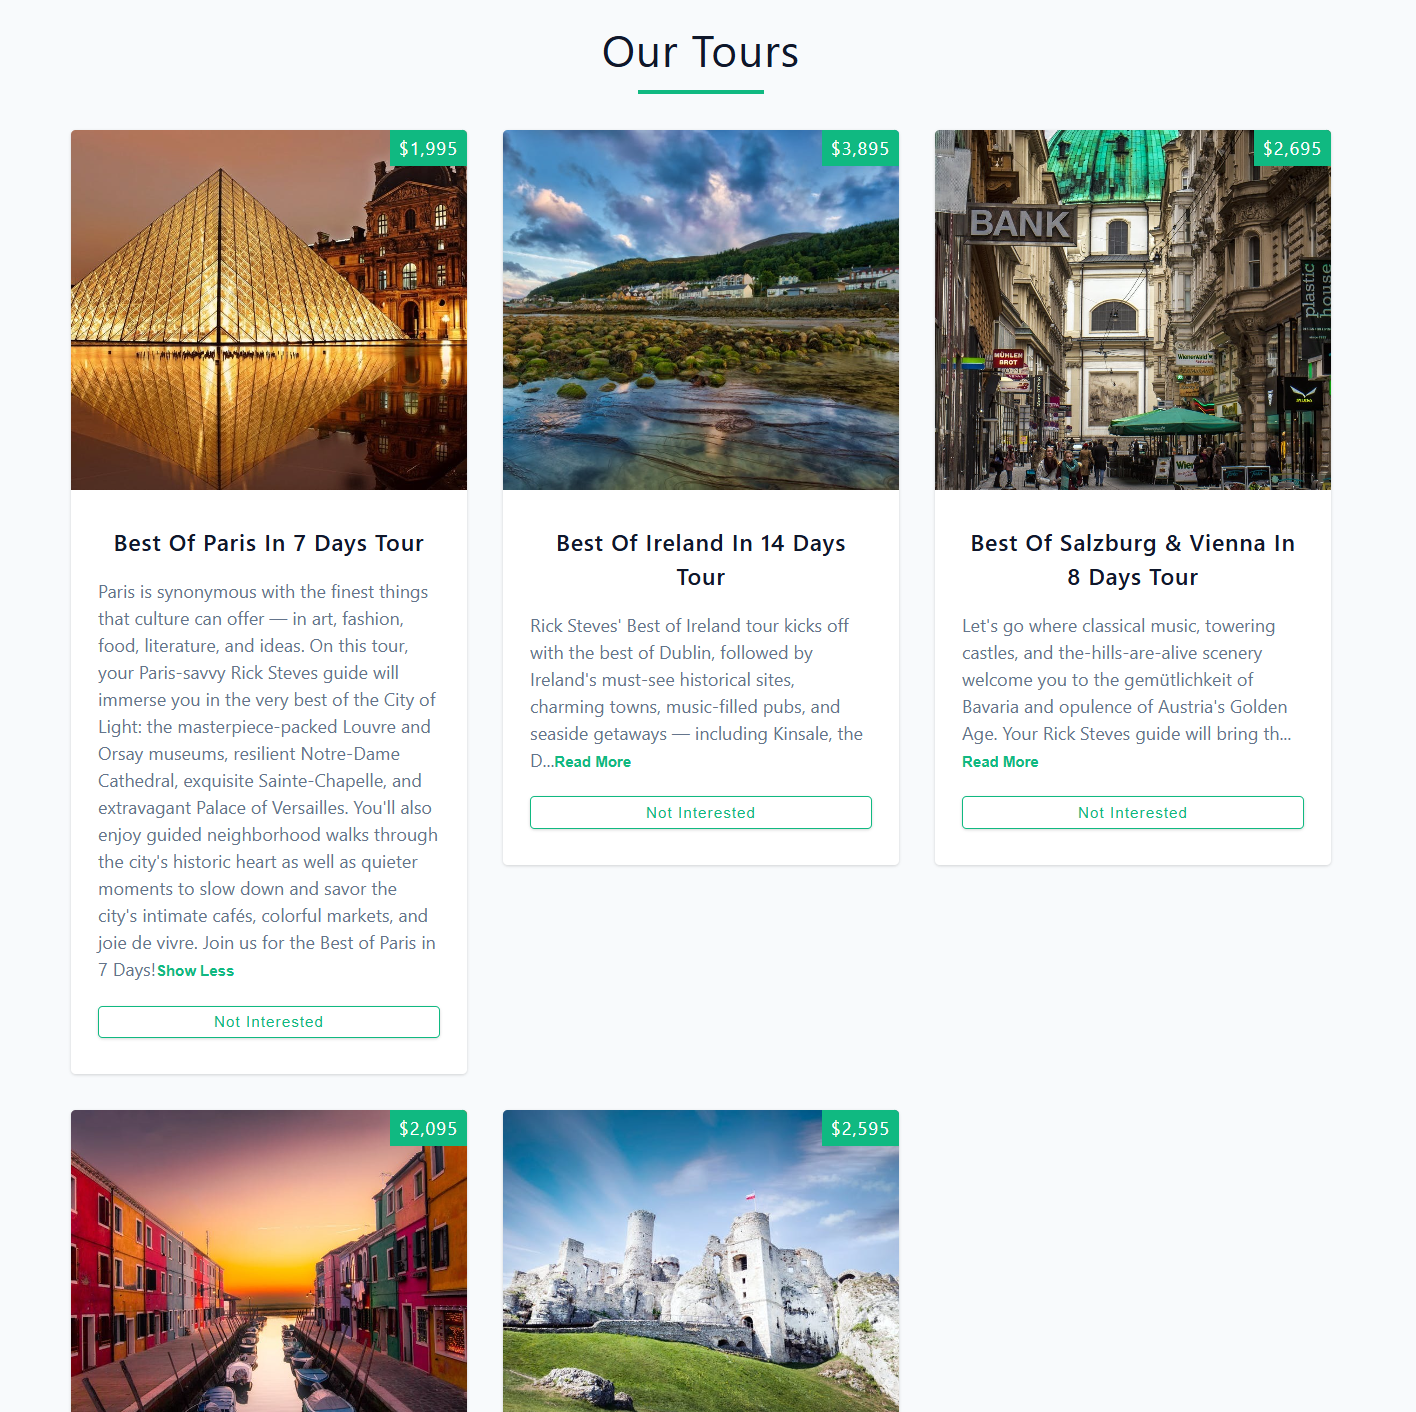 Our Tours
$1,995
$3,895
$2,695
BANK
plastic
house
MÜHLEN
BROT
Wienerwald
Wien
Best Of Paris In 7 Days Tour
Paris is synonymous with the finest things
that culture can offer — in art, fashion,
food, literature, and ideas. On this tour,
your Paris-savvy Rick Steves guide will
immerse you in the very best of the City of
Light: the masterpiece-packed Louvre and
Orsay museums, resilient Notre-Dame
Cathedral, exquisite Sainte-Chapelle, and
extravagant Palace of Versailles. You'll also
enjoy guided neighborhood walks through
the city's historic heart as well as quieter
moments to slow down and savor the
city's intimate cafés, colorful markets, and
joie de vivre. Join us for the Best of Paris in
7 Days!Show Less
Not Interested
Best Of Ireland In 14 Days
Tour
Rick Steves' Best of Ireland tour kicks off
with the best of Dublin, followed by
Ireland's must-see historical sites,
charming towns, music-filled pubs, and
seaside getaways — including Kinsale, the
D...Read More
Not Interested
Best Of Salzburg & Vienna In
8 Days Tour
Let's go where classical music, towering
castles, and the-hills-are-alive scenery
welcome you to the gemütlichkeit of
Bavaria and opulence of Austria's Golden
Age. Your Rick Steves guide will bring th...
Read More
Not Interested
$2,095
$2,595